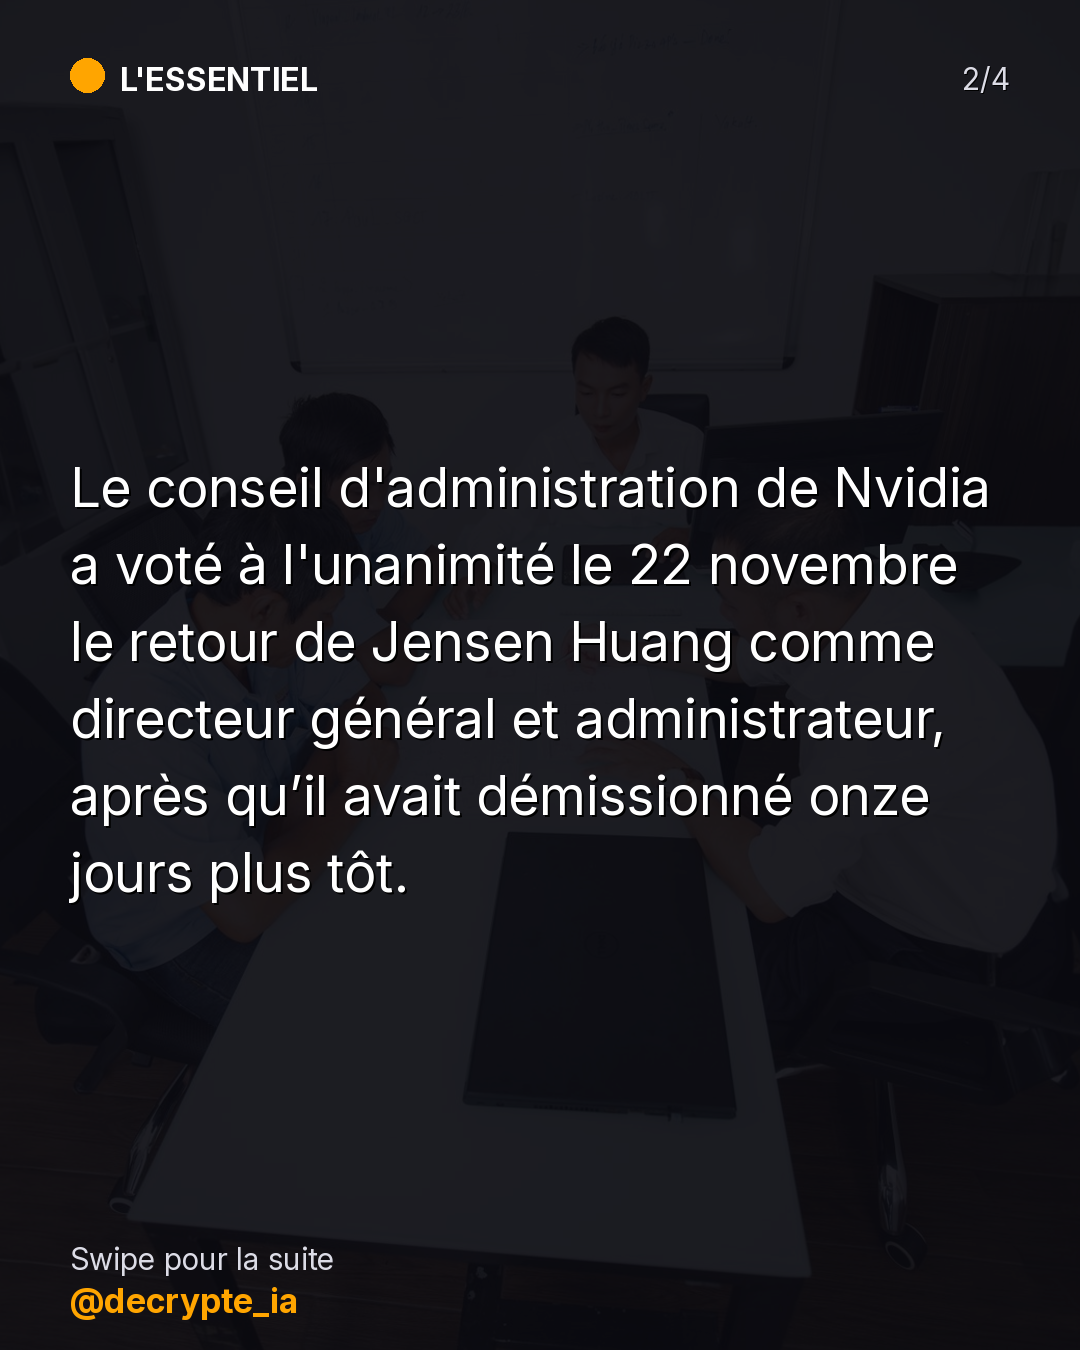 L'ESSENTIEL
2/4
Le conseil d'administration de Nvidia
a voté à l'unanimité le 22 novembre
le retour de Jensen Huang comme
directeur général et administrateur,
après qu’il avait démissionné onze
jours plus tôt.
Swipe pour la suite
@decrypte_ia